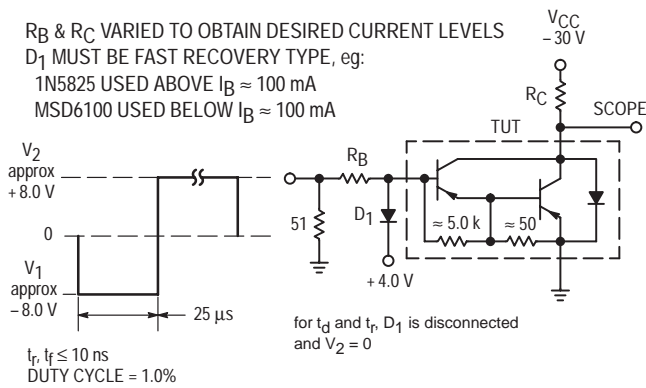 R_B & R_C VARIED TO OBTAIN DESIRED CURRENT LEVELS
D_1 MUST BE FAST RECOVERY TYPE, eg:
1N5825 USED ABOVE I_B ≈ 100 mA
MSD6100 USED BELOW I_B ≈ 100 mA
V_CC
– 30 V
R_C
SCOPE
TUT
V_2
approx
+ 8.0 V
0
V_1
approx
– 8.0 V
25 µs
R_B
51
D_1
+ 4.0 V
≈ 5.0 k
≈ 50
for t_d and t_r, D_1 is disconnected
and V_2 = 0
t_r, t_f ≤ 10 ns
DUTY CYCLE = 1.0%